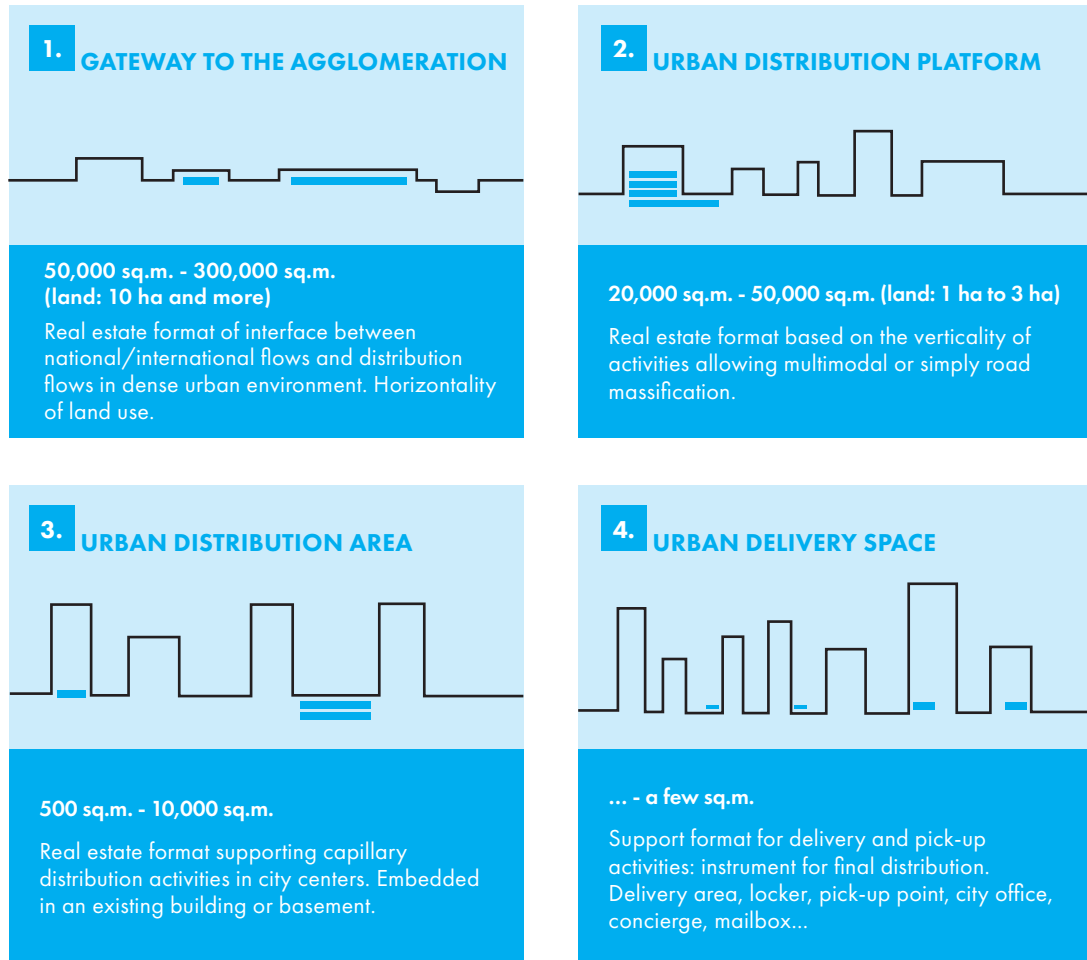 1.
GATEWAY TO THE AGGLOMERATION
50,000 sq.m. - 300,000 sq.m.
(land: 10 ha and more)
Real estate format of interface between
national/international flows and distribution
flows in dense urban environment. Horizontality
of land use.
2.
URBAN DISTRIBUTION PLATFORM
20,000 sq.m. - 50,000 sq.m. (land: 1 ha to 3 ha)
Real estate format based on the verticality of
activities allowing multimodal or simply road
massification.
3.
URBAN DISTRIBUTION AREA
500 sq.m. - 10,000 sq.m.
Real estate format supporting capillary
distribution activities in city centers. Embedded
in an existing building or basement.
4.
URBAN DELIVERY SPACE
... - a few sq.m.
Support format for delivery and pick-up
activities: instrument for final distribution.
Delivery area, locker, pick-up point, city office,
concierge, mailbox...